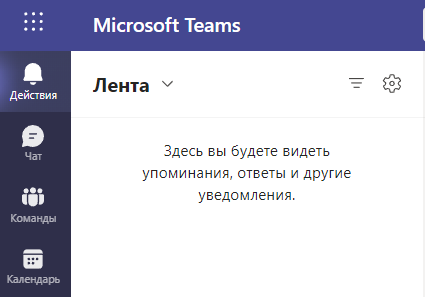 Microsoft Teams
Лента
Действия
Чат
Команды
Календарь
Здесь вы будете видеть
упоминания, ответы и другие
уведомления.